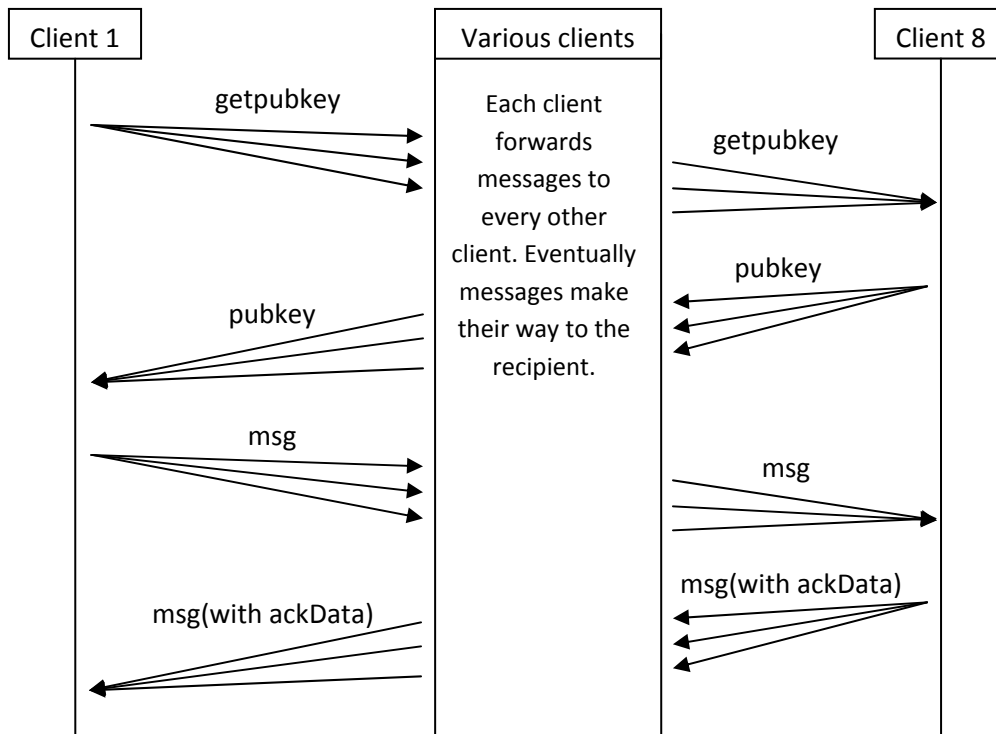 Client 1
Various clients
Client 8
getpubkey
Each client
forwards
messages to
every other
client. Eventually
messages make
their way to the
recipient.
getpubkey
pubkey
pubkey
msg
msg
msg(with ackData)
msg(with ackData)